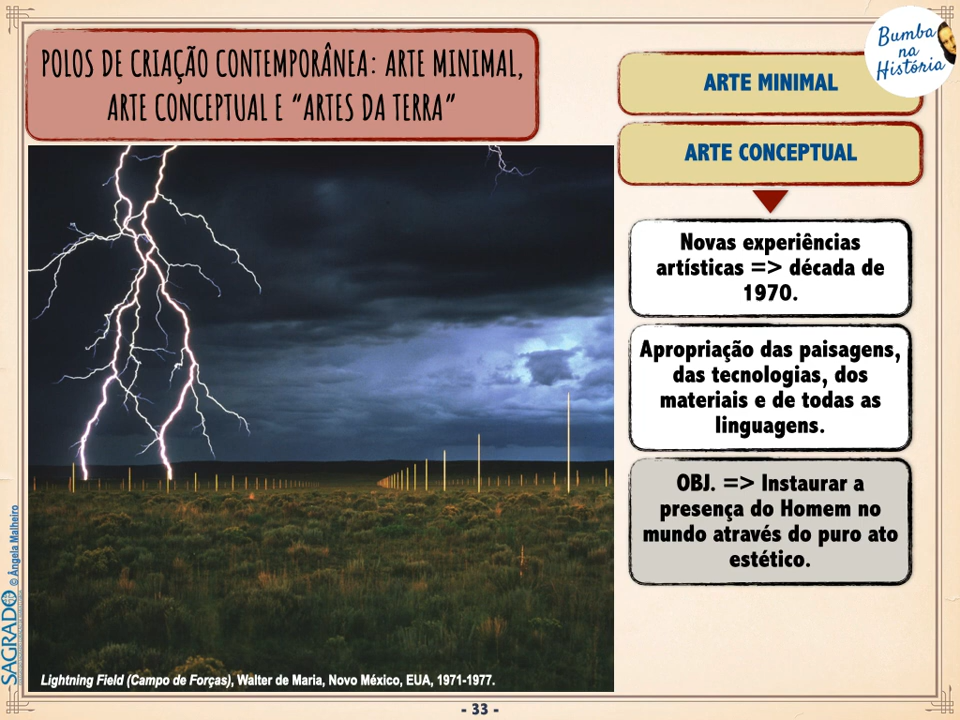 POLOS DE CRIAÇÃO CONTEMPORÂNEA: ARTE MINIMAL,
ARTE CONCEPTUAL E “ARTES DA TERRA”
Bumba
na
História
ARTE MINIMAL
ARTE CONCEPTUAL
Novas experiências
artísticas => década de
1970.
Apropriação das paisagens,
das tecnologias, dos
materiais e de todas as
linguagens.
OBJ. => Instaurar a
presença do Homem no
mundo através do puro ato
estético.
Lightning Field (Campo de Forças), Walter de Maria, Novo México, EUA, 1971-1977.
SAGRADO
© Ângela Malheiro
- 33 -